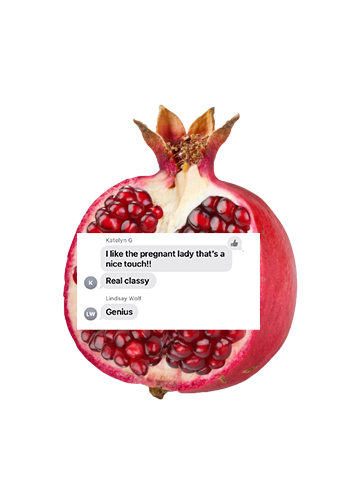 Katelyn G
I like the pregnant lady that's a
nice touch!!
K
Real classy
Lindsay Wolf
LW
Genius